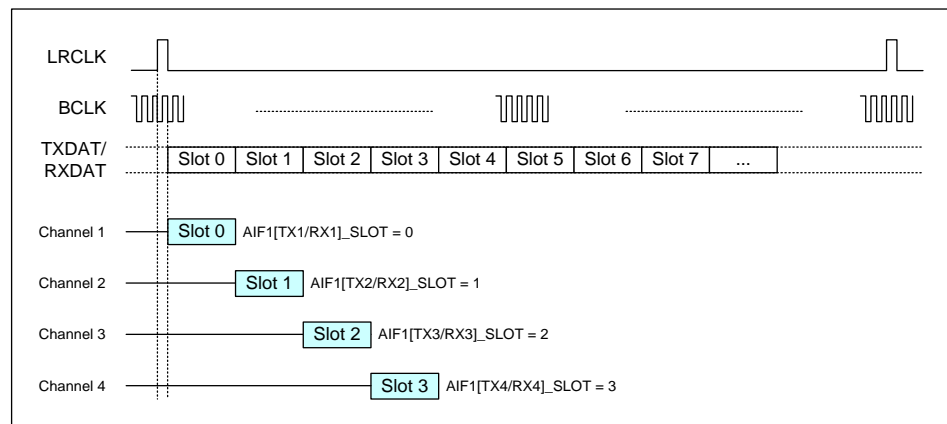 LRCLK
BCLK
TXDAT/
RXDAT
Slot 0 Slot 1 Slot 2 Slot 3 Slot 4 Slot 5 Slot 6 Slot 7 ...
Channel 1 Slot 0 AIF1[TX1/RX1]_SLOT = 0
Channel 2 Slot 1 AIF1[TX2/RX2]_SLOT = 1
Channel 3 Slot 2 AIF1[TX3/RX3]_SLOT = 2
Channel 4 Slot 3 AIF1[TX4/RX4]_SLOT = 3